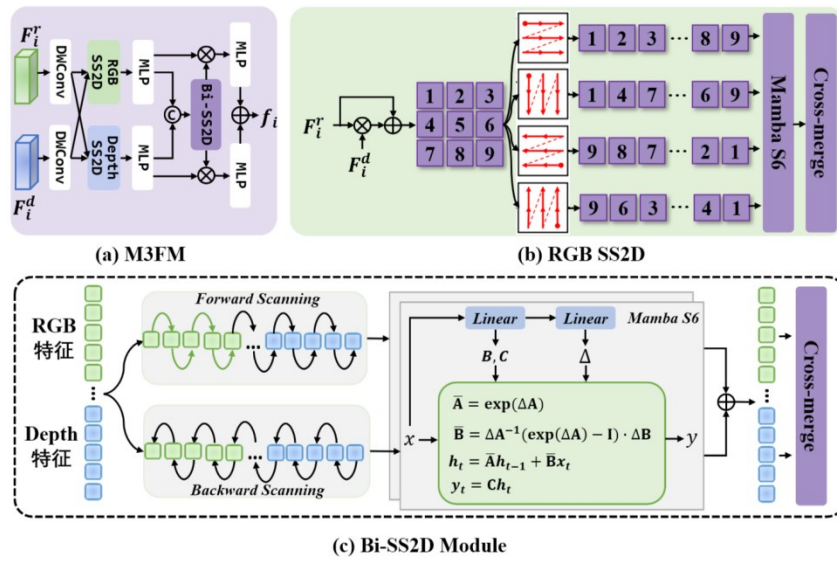 F_i^r
DWConv
RGB
SS2D
MLP
MLP
C
Bi-SS2D
f_i
DWConv
Depth
SS2D
MLP
MLP
F_i^d
(a) M3FM
F_i^r
F_i^d
1 2 3
4 5 6
7 8 9
1 2 3 ··· 8 9
1 4 7 ··· 6 9
9 8 7 ··· 2 1
9 6 3 ··· 4 1
Mamba S6
Cross-merge
(b) RGB SS2D
RGB
特征
...
Depth
特征
Forward Scanning
...
...
Backward Scanning
Linear
Linear
Mamba S6
B, C
Δ
x
Ā = exp(ΔA)
B̄ = ΔA⁻¹(exp(ΔA) − I) · ΔB
h_t = Āh_{t−1} + B̄x_t
y_t = Ch_t
y
...
Cross-merge
(c) Bi-SS2D Module